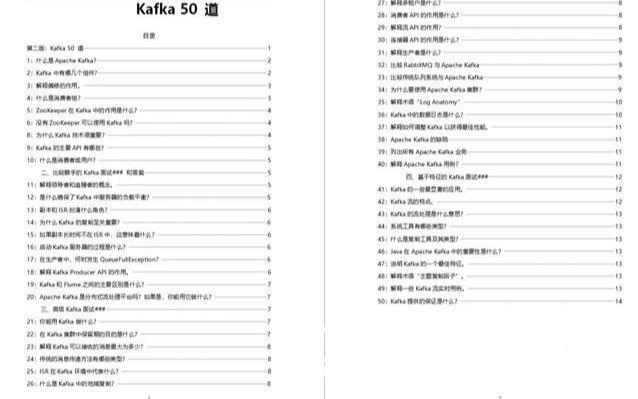 Kafka 50 道
目录
第二版：Kafka 50 道 1
1：什么是 Apache Kafka? 2
2：Kafka 中有哪几个组件? 2
3：解释偏移的作用。 3
4：什么是消费者组? 3
5：ZooKeeper 在 Kafka 中的作用是什么? 4
6：没有 ZooKeeper 可以使用 Kafka 吗? 4
8：为什么 Kafka 技术很重要? 4
9：Kafka 的主要 API 有哪些? 5
10：什么是消费者或用户? 5
二、比较棘手的 Kafka 面试### 和答案 5
11：解释领导者和追随者的概念。 5
12：是什么确保了 Kafka 中服务器的负载平衡? 5
13：副本和 ISR 扮演什么角色? 6
14：为什么 Kafka 的复制至关重要? 6
15：如果副本长时间不在 ISR 中，这意味着什么? 6
16：启动 Kafka 服务器的过程是什么? 6
17：在生产者中，何时发生 QueueFullException? 6
18：解释 Kafka Producer API 的作用。 6
19：Kafka 和 Flume 之间的主要区别是什么? 7
20：Apache Kafka 是分布式流处理平台吗? 如果是，你能用它做什么? 7
三、高级 Kafka 面试### 7
21：你能用 Kafka 做什么? 7
22：在 Kafka 集群中保留期的目的是什么? 7
23：解释 Kafka 可以接收的消息最大为多少? 8
24：传统的消息传递方法有哪些类型? 8
25：ISR 在 Kafka 环境中代表什么? 8
26：什么是 Kafka 中的地域复制? 8
27：解释多租户是什么? 8
28：消费者 API 的作用是什么? 8
29：解释流 API 的作用? 8
30：连接器 API 的作用是什么? 9
31：解释生产者是什么? 9
32：比较 RabbitMQ 与 Apache Kafka 9
33：比较传统队列系统与 Apache Kafka 9
34：为什么要使用 Apache Kafka 集群? 9
35：解释术语 "Log Anatomy" 10
36：Kafka 中的数据日志是什么? 10
37：解释如何调整 Kafka 以获得最佳性能。 11
38：Apache Kafka 的缺陷 11
39：列出所有 Apache Kafka 业务 11
40：解释 Apache Kafka 用例? 11
四、基于特征的 Kafka 面试### 12
41：Kafka 的一些最显著的应用。 12
42：Kafka 流的特点。 12
43：Kafka 的流处理是什么意思? 13
44：系统工具有哪些类型? 13
45：什么是复制工具及其类型? 13
46：Java 在 Apache Kafka 中的重要性是什么? 13
47：说明 Kafka 的一个最佳特征。 13
48：解释术语 "主题复制因子" 。 13
49：解释一些 Kafka 流实时用例。 13
50：Kafka 提供的保证是什么? 14